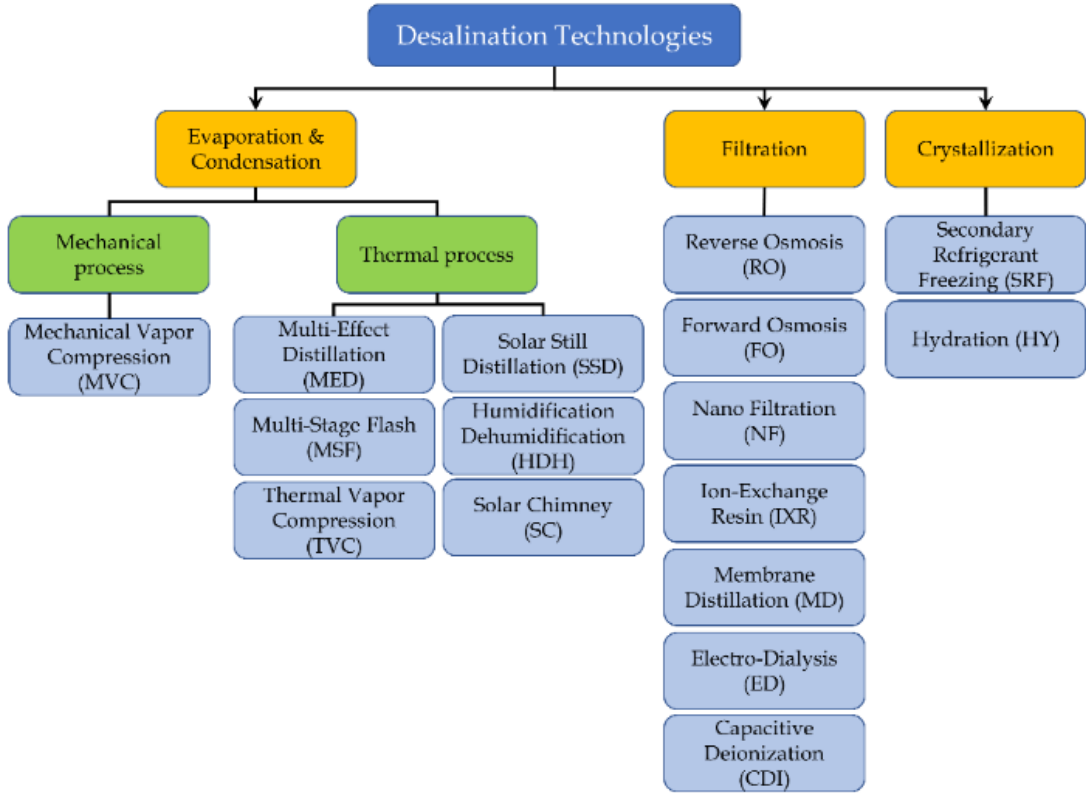 Desalination Technologies
Evaporation &
Condensation
Filtration
Crystallization
Mechanical
process
Thermal process
Mechanical Vapor
Compression
(MVC)
Multi-Effect
Distillation
(MED)
Multi-Stage Flash
(MSF)
Thermal Vapor
Compression
(TVC)
Solar Still
Distillation (SSD)
Humidification
Dehumidification
(HDH)
Solar Chimney
(SC)
Reverse Osmosis
(RO)
Forward Osmosis
(FO)
Nano Filtration
(NF)
Ion-Exchange
Resin (IXR)
Membrane
Distillation (MD)
Electro-Dialysis
(ED)
Capacitive
Deionization
(CDI)
Secondary
Refrigerant
Freezing (SRF)
Hydration (HY)